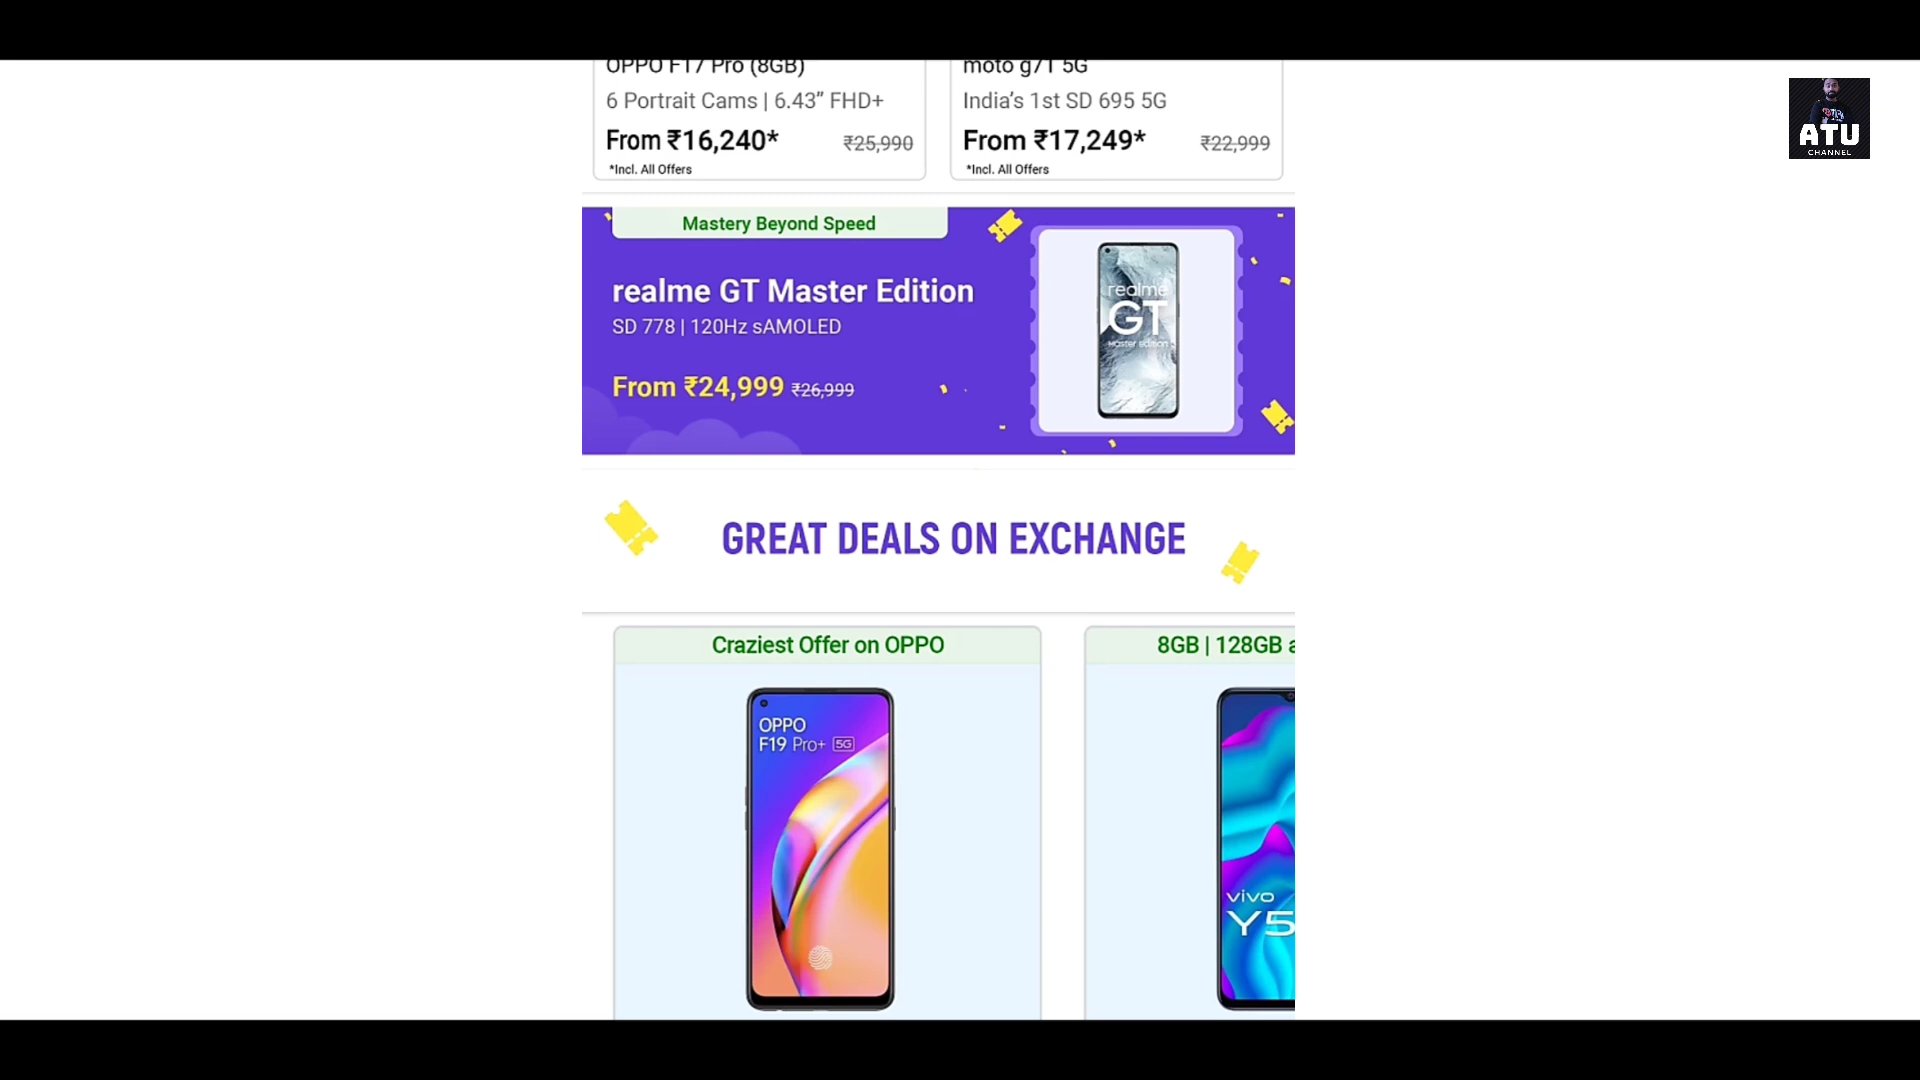 OPPO F17 Pro (8GB)
6 Portrait Cams | 6.43” FHD+
From ₹16,240* ₹25,990
*Incl. All Offers
moto g71 5G
India’s 1st SD 695 5G
From ₹17,249* ₹22,999
*Incl. All Offers
ATU
CHANNEL
Mastery Beyond Speed
realme GT Master Edition
SD 778 | 120Hz sAMOLED
From ₹24,999 ₹26,999
realme
GT
Master Edition
GREAT DEALS ON EXCHANGE
Craziest Offer on OPPO
OPPO
F19 Pro+ 5G
8GB | 128GB
vivo
Y5